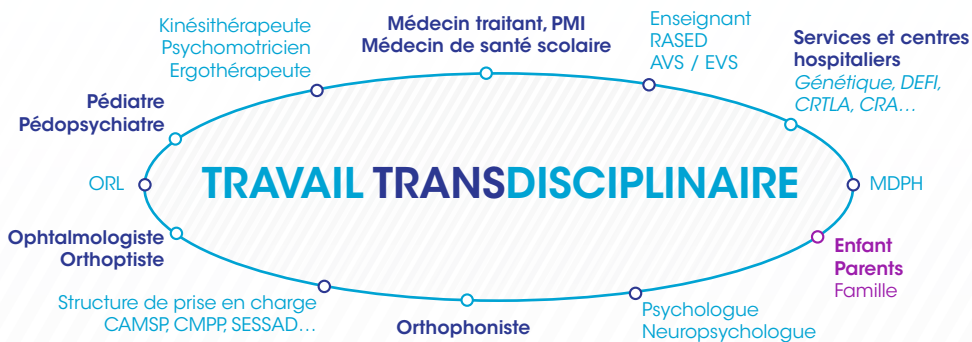 Kinésithérapeute
Psychomotricien
Ergothérapeute
Médecin traitant, PMI
Médecin de santé scolaire
Enseignant
RASED
AVS / EVS
Services et centres
hospitaliers
Génétique, DEFI,
CRTLA, CRA...
Pédiatre
Pédopsychiatre
ORL
TRAVAIL TRANSDISCIPLINAIRE
MDPH
Ophtalmologiste
Orthoptiste
Enfant
Parents
Famille
Structure de prise en charge
CAMSP, CMPP, SESSAD...
Orthophoniste
Psychologue
Neuropsychologue